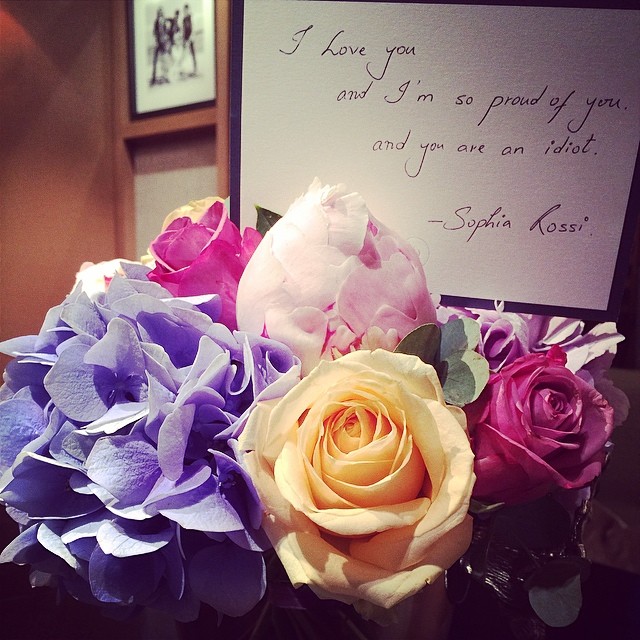 I love you
and I'm so proud of you.
and you are an idiot.
-Sophia Rossi.